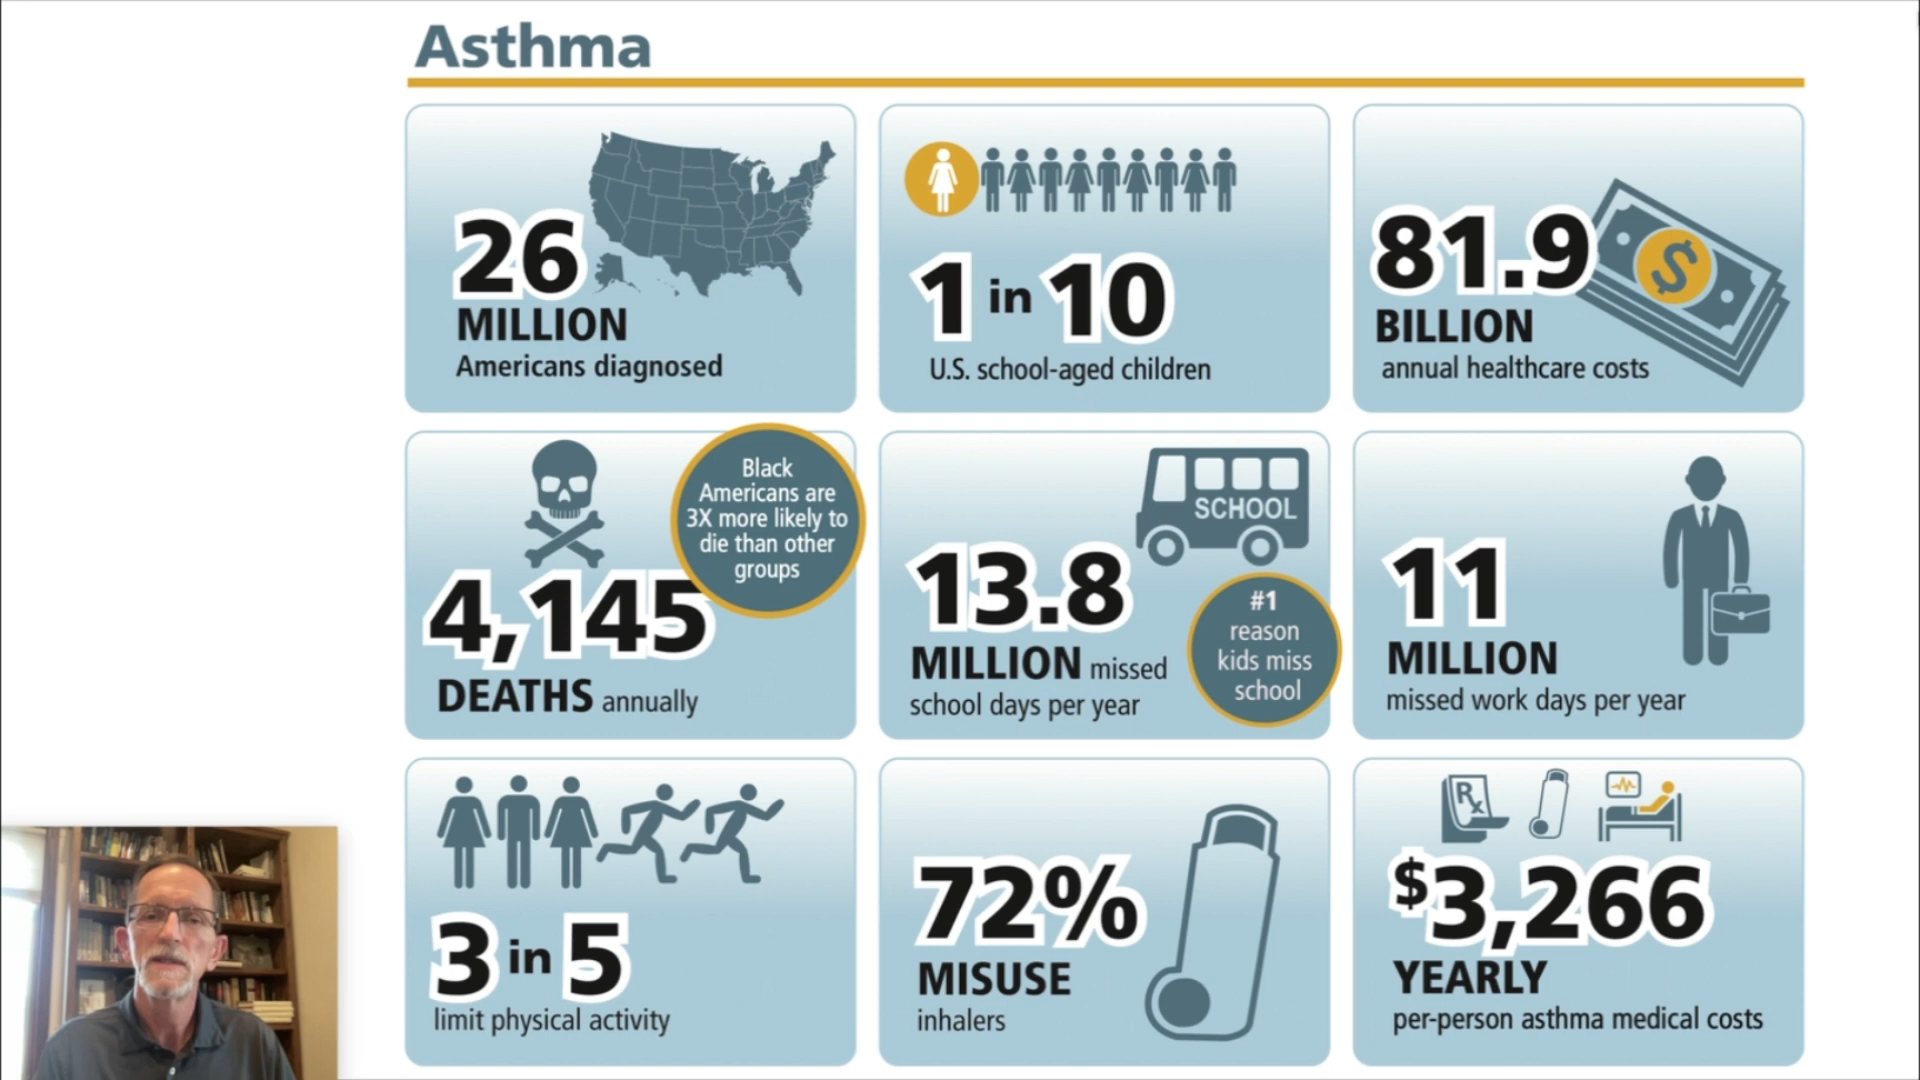 Asthma
26
MILLION
Americans diagnosed
1 in 10
U.S. school-aged children
81.9
BILLION
annual healthcare costs
$
Black
Americans are
3X more likely to
die than other
groups
4,145
DEATHS annually
SCHOOL
13.8
MILLION missed
school days per year
#1
reason
kids miss
school
11
MILLION
missed work days per year
3 in 5
limit physical activity
72%
MISUSE
inhalers
Rx
$3,266
YEARLY
per-person asthma medical costs